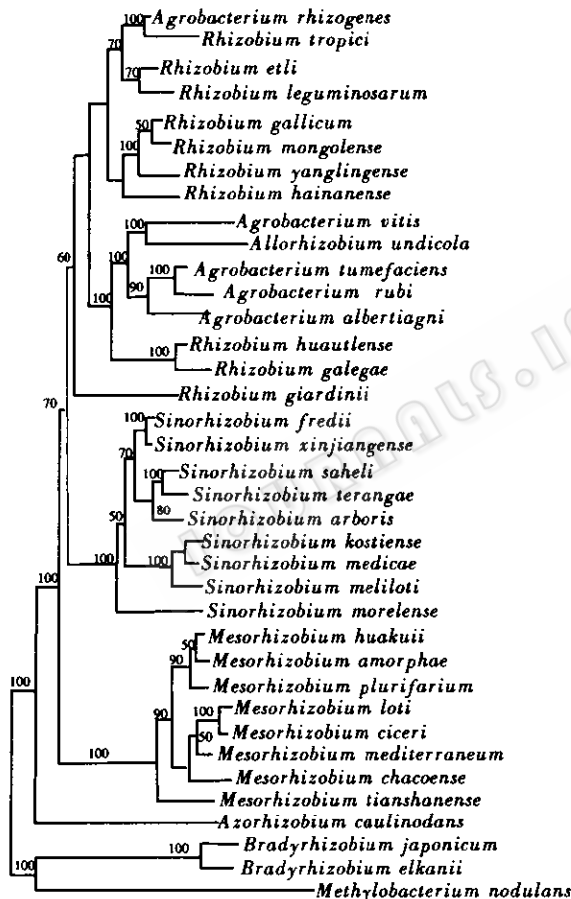 100 Agrobacterium rhizogenes
70 Rhizobium tropici
Rhizobium etli
70 Rhizobium leguminosarum
50 Rhizobium gallicum
100 Rhizobium mongolense
Rhizobium yanglingense
Rhizobium hainanense
100 Agrobacterium vitis
Allorhizobium undicola
60 100 100 Agrobacterium tumefaciens
90 Agrobacterium rubi
100 Agrobacterium albertiagni
100 Rhizobium huautlense
Rhizobium galegae
70 Rhizobium giardinii
100 Sinorhizobium fredii
70 Sinorhizobium xinjiangense
100 Sinorhizobium saheli
Sinorhizobium terangae
50 80 Sinorhizobium arboris
Sinorhizobium kostiense
100 100 Sinorhizobium medicae
100 Sinorhizobium meliloti
Sinorhizobium morelense
Mesorhizobium huakuii
90 50 Mesorhizobium amorphae
100 Mesorhizobium plurifarium
90 100 Mesorhizobium loti
50 Mesorhizobium ciceri
100 Mesorhizobium mediterraneum
Mesorhizobium chacoense
Mesorhizobium tianshanense
Azorhizobium caulinodans
100 Bradyrhizobium japonicum
100 Bradyrhizobium elkanii
Methylobacterium nodulans